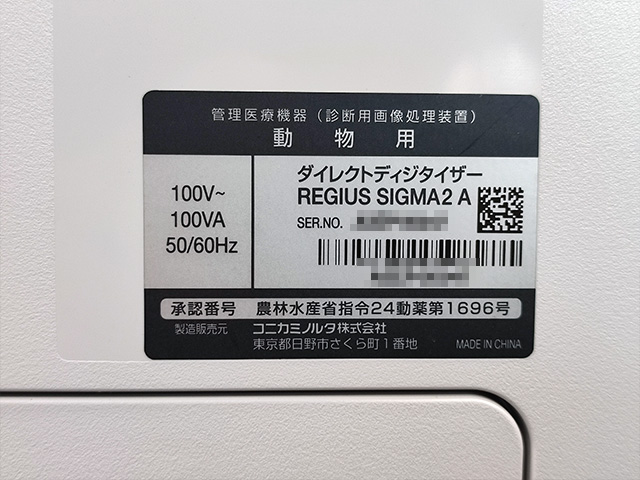 管理医療機器（診断用画像処理装置）
動物用
100V~
100VA
50/60Hz
ダイレクトディジタイザー
REGIUS SIGMA2 A
SER.NO.
承認番号 農林水産省指令24動薬第1696号
製造販売元 コニカミノルタ株式会社
東京都日野市さくら町1番地 MADE IN CHINA